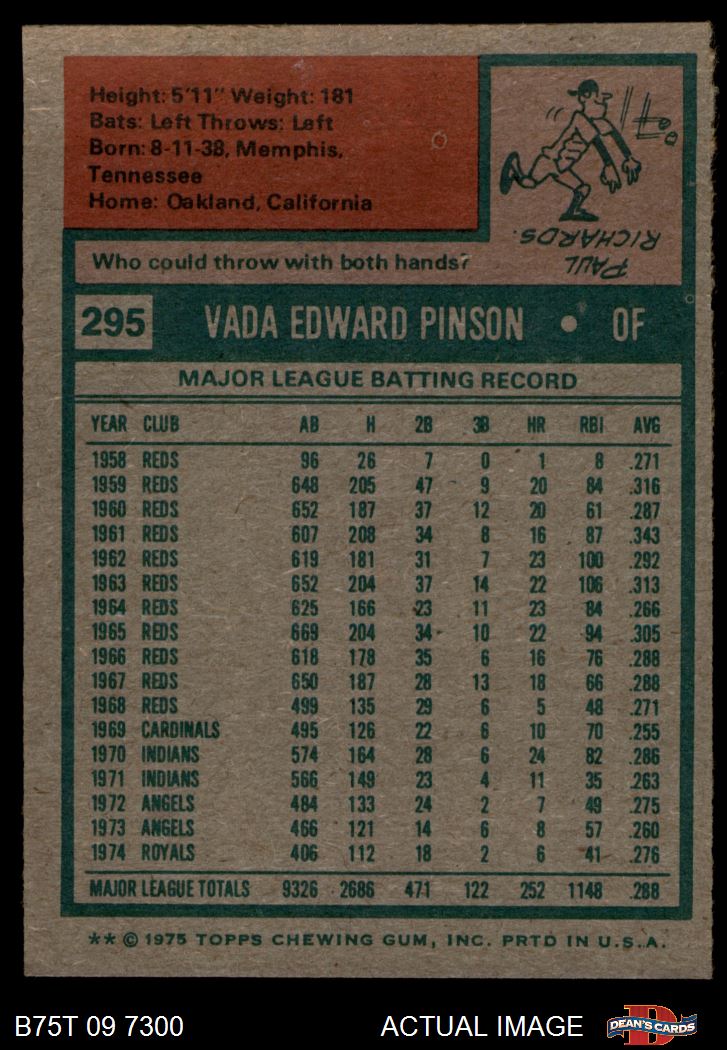 Height: 5'11" Weight: 181
Bats: Left Throws: Left
Born: 8-11-38, Memphis,
Tennessee
Home: Oakland, California
PAUL
RICHARDS.
Who could throw with both hands?
295 VADA EDWARD PINSON • OF
MAJOR LEAGUE BATTING RECORD
YEAR CLUB AB H 2B 3B HR RBI AVG
1958 REDS 96 26 7 0 1 8 .271
1959 REDS 648 205 47 9 20 84 .316
1960 REDS 652 187 37 12 20 61 .287
1961 REDS 607 208 34 8 16 87 .343
1962 REDS 619 181 31 7 23 100 .292
1963 REDS 652 204 37 14 22 106 .313
1964 REDS 625 166 23 11 23 84 .266
1965 REDS 669 204 34 10 22 94 .305
1966 REDS 618 178 35 6 16 76 .288
1967 REDS 650 187 28 13 18 66 .288
1968 REDS 499 135 29 6 5 48 .271
1969 CARDINALS 495 126 22 6 10 70 .255
1970 INDIANS 574 164 28 6 24 82 .286
1971 INDIANS 566 149 23 4 11 35 .263
1972 ANGELS 484 133 24 2 7 49 .275
1973 ANGELS 466 121 14 6 8 57 .260
1974 ROYALS 406 112 18 2 6 41 .276
MAJOR LEAGUE TOTALS 9326 2686 471 122 252 1148 .288
** © 1975 TOPPS CHEWING GUM, INC. PRTD IN U.S.A.
B75T 09 7300 ACTUAL IMAGE D DEAN'S CARDS